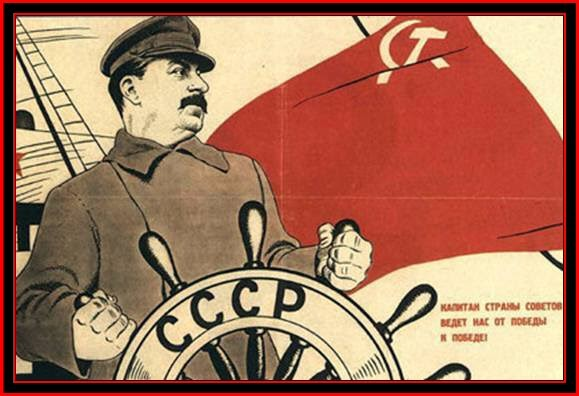 СССР
КАПИТАН СТРАНЫ СОВЕТОВ
ВЕДЕТ НАС ОТ ПОБЕДЫ
К ПОБЕДЕ!